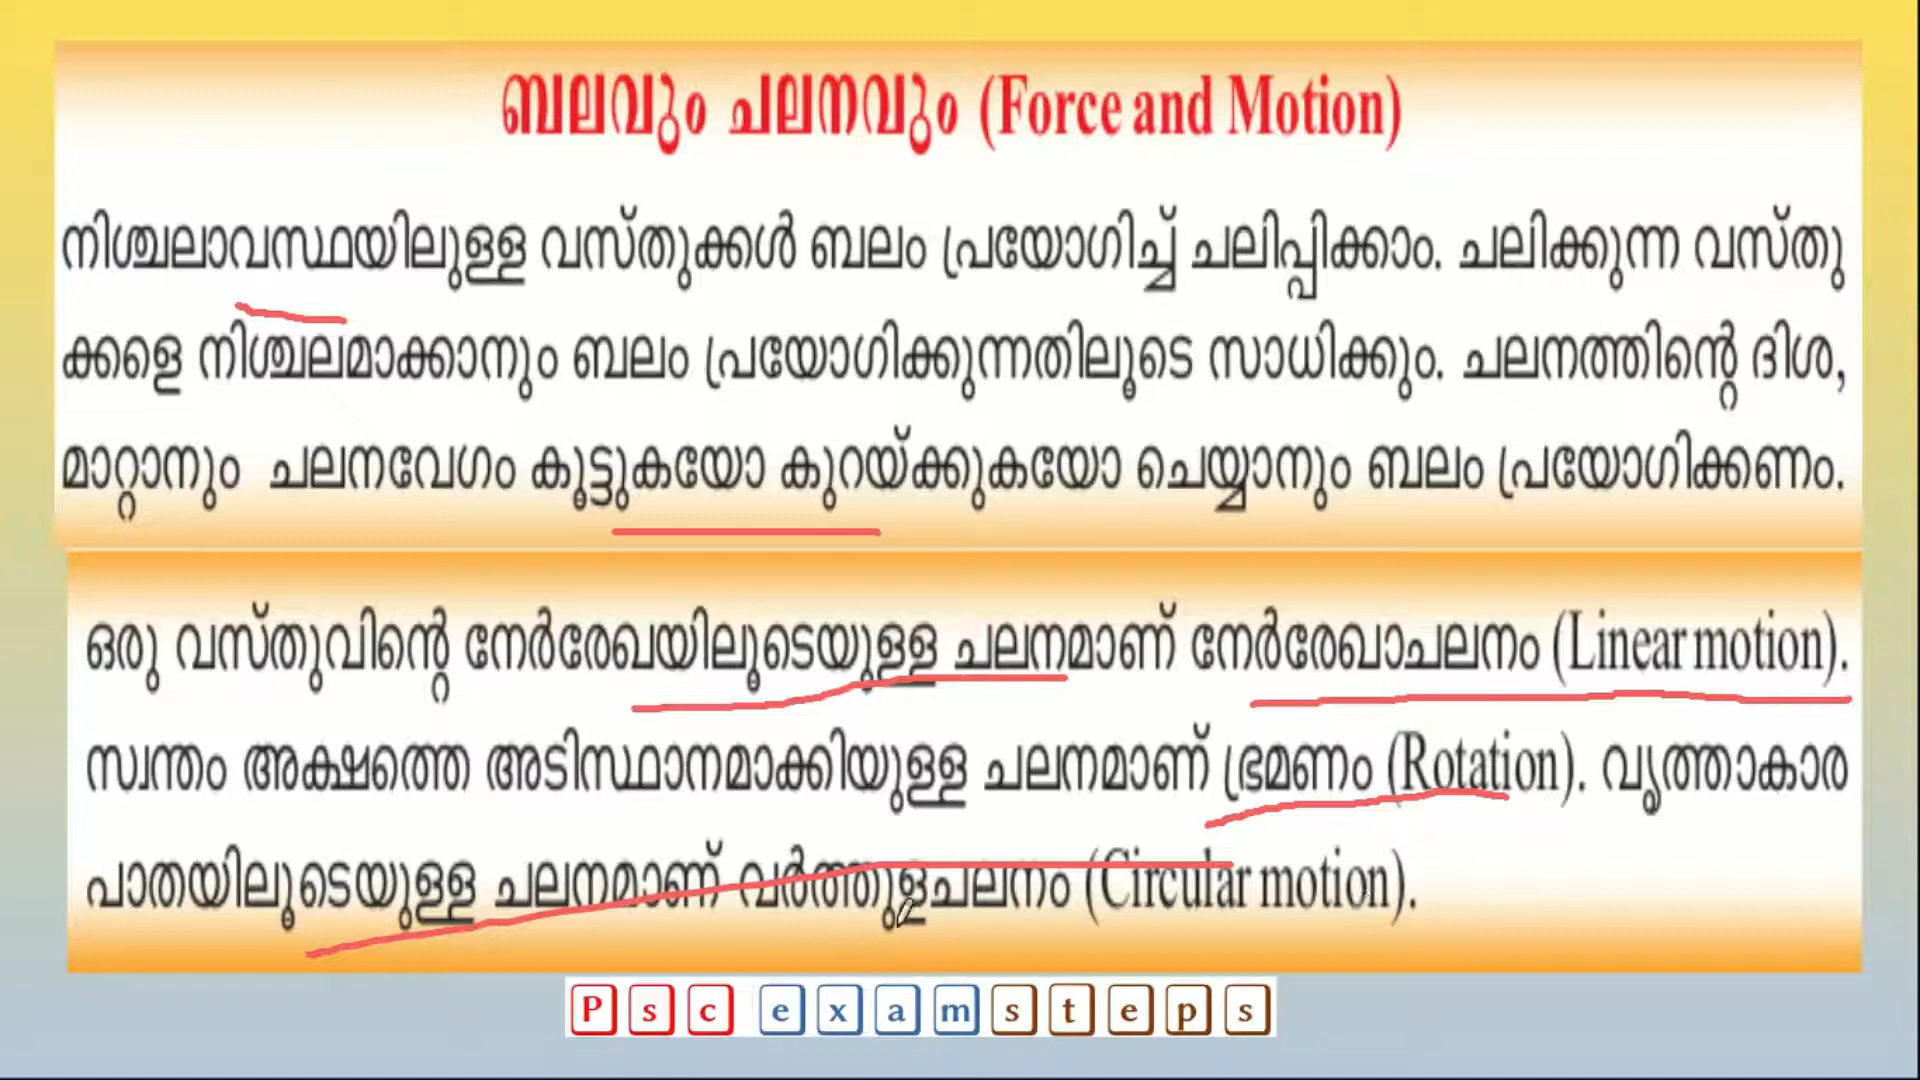 ബലവും ചലനവും (Force and Motion)
നിശ്ചലാവസ്ഥയിലുള്ള വസ്തുക്കൾ ബലം പ്രയോഗിച്ച് ചലിപ്പിക്കാം. ചലിക്കുന്ന വസ്തു
ക്കളെ നിശ്ചലമാക്കാനും ബലം പ്രയോഗിക്കുന്നതിലൂടെ സാധിക്കും. ചലനത്തിന്റെ ദിശ,
മാറ്റാനും ചലനവേഗം കൂട്ടുകയോ കുറയ്ക്കുകയോ ചെയ്യാനും ബലം പ്രയോഗിക്കണം.
ഒരു വസ്തുവിന്റെ നേർരേഖയിലൂടെയുള്ള ചലനമാണ് നേർരേഖാചലനം (Linear motion).
സ്വന്തം അക്ഷത്തെ അടിസ്ഥാനമാക്കിയുള്ള ചലനമാണ് ഭ്രമണം (Rotation). വൃത്താകാര
പാതയിലൂടെയുള്ള ചലനമാണ് വർത്തുളചലനം (Circular motion).
Psc exam steps